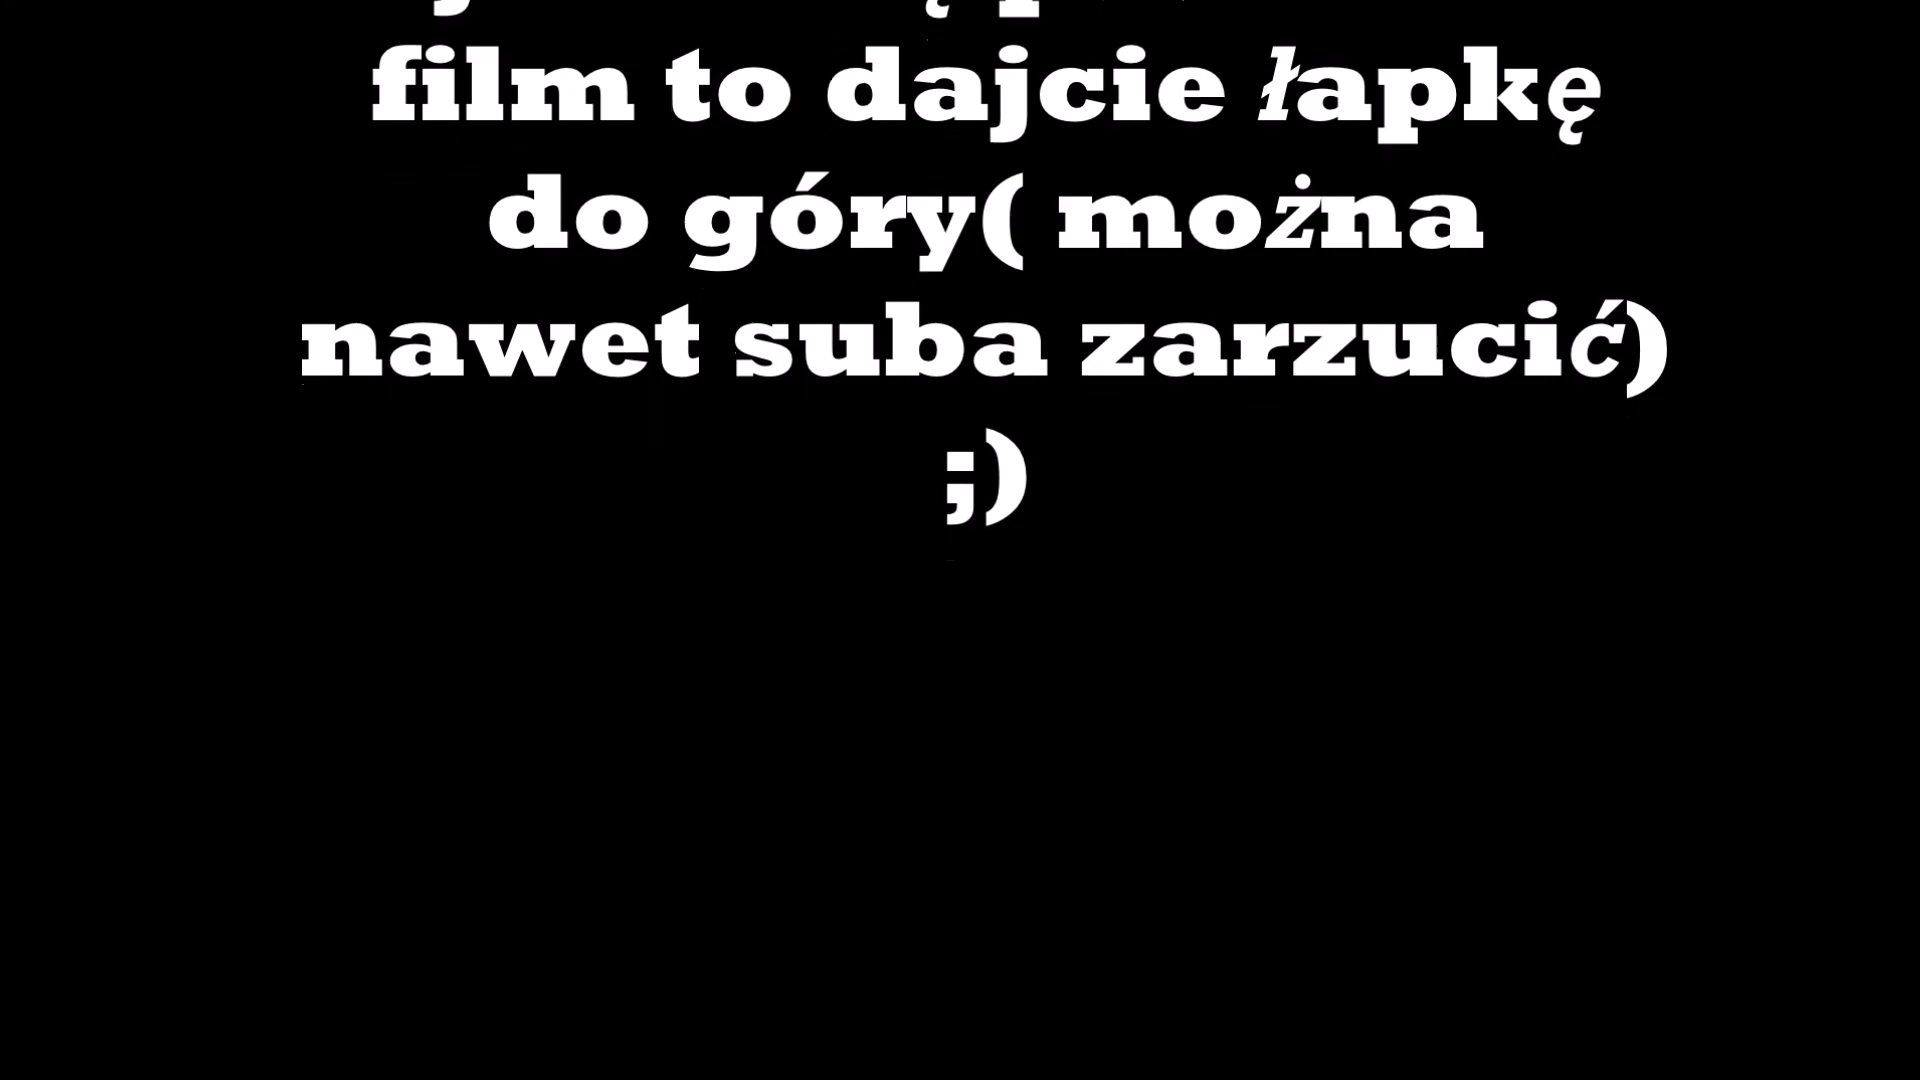 film to dajcie łapkę
do góry( można
nawet suba zarzucić)
;)